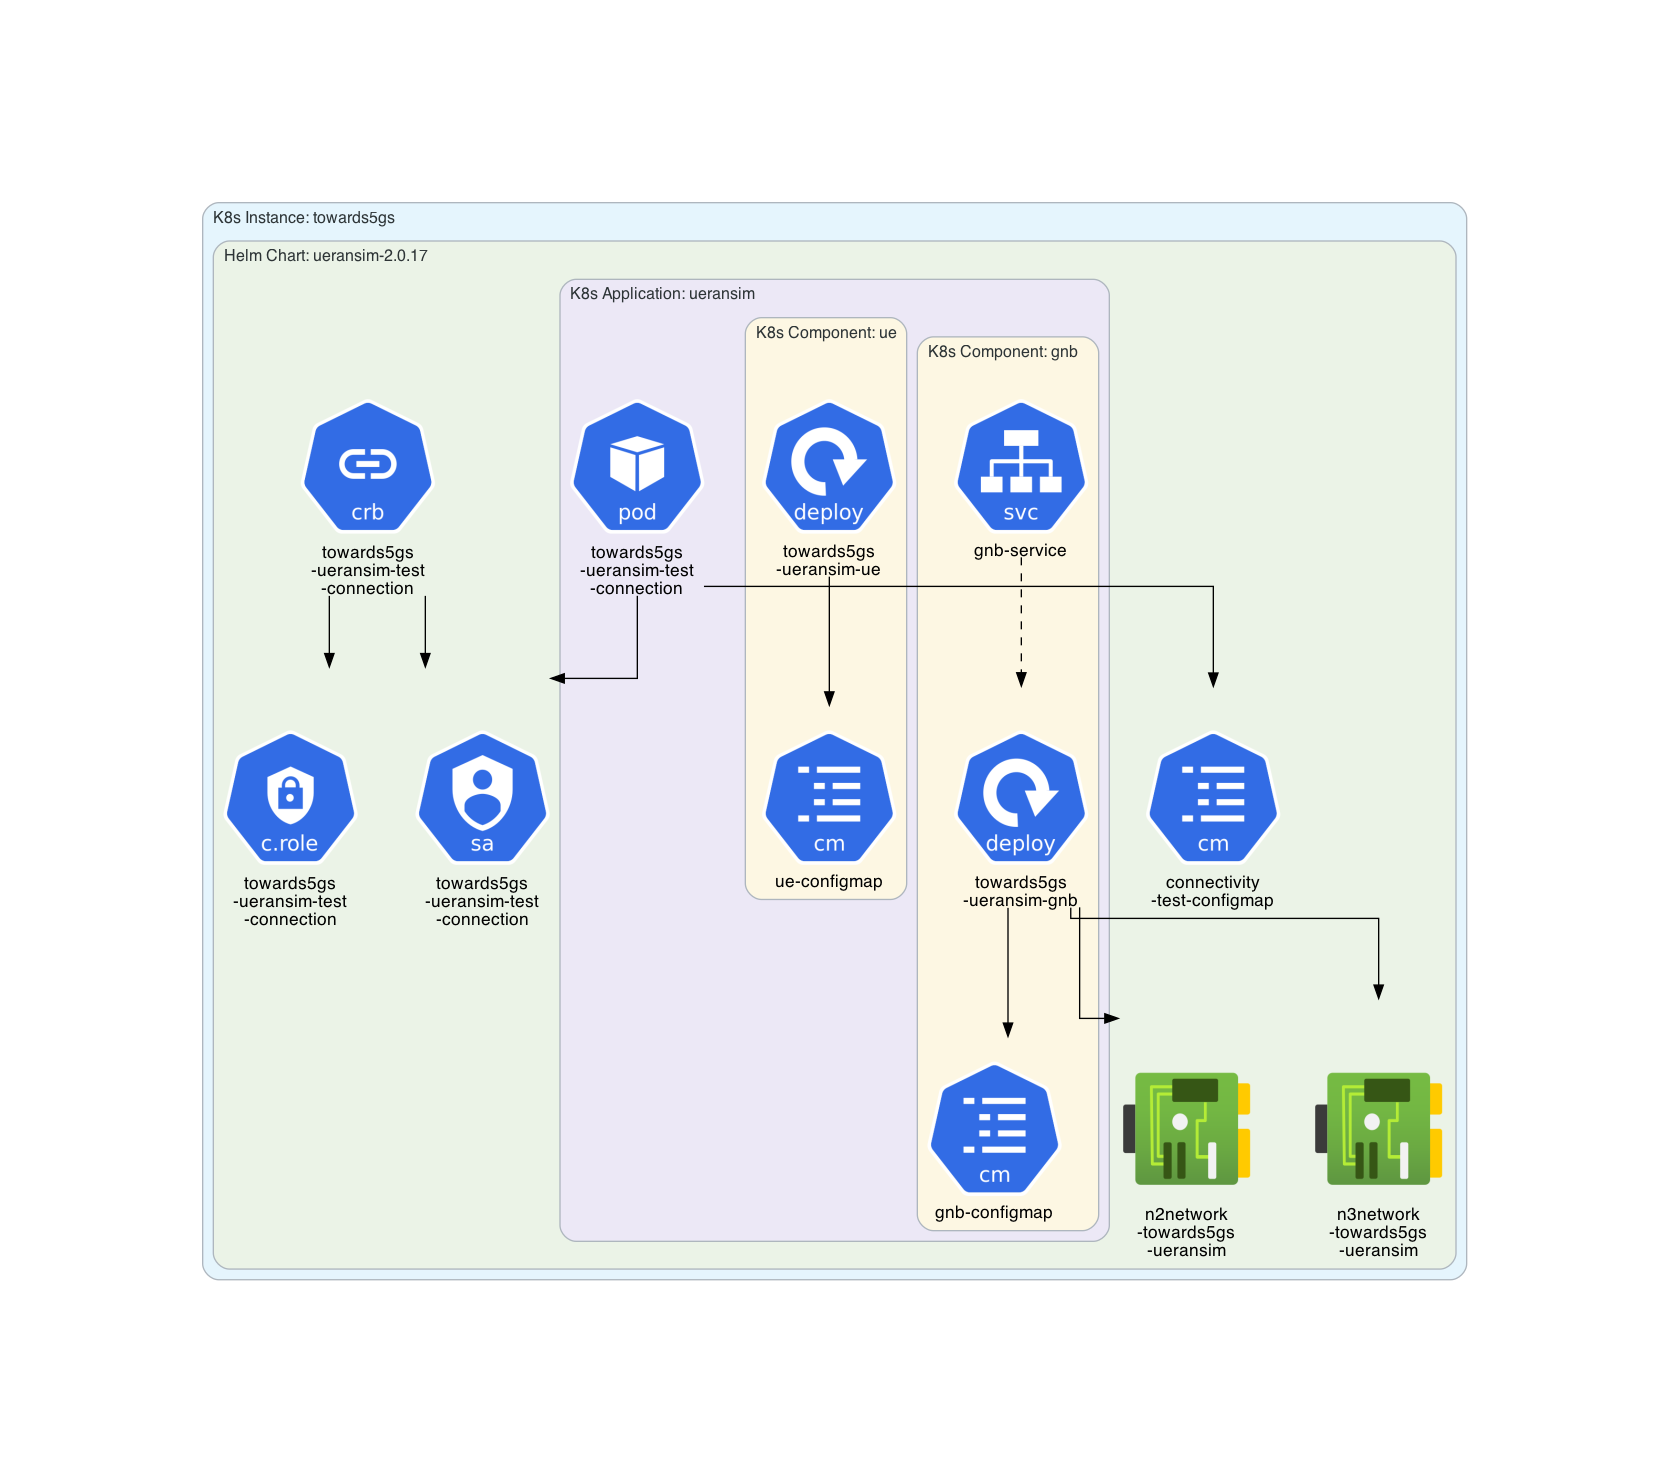 K8s Instance: towards5gs
Helm Chart: ueransim-2.0.17
K8s Application: ueransim
K8s Component: ue
K8s Component: gnb
crb
towards5gs
-ueransim-test
-connection
pod
towards5gs
-ueransim-test
-connection
deploy
towards5gs
-ueransim-ue
svc
gnb-service
c.role
towards5gs
-ueransim-test
-connection
sa
towards5gs
-ueransim-test
-connection
cm
ue-configmap
deploy
towards5gs
-ueransim-gnb
cm
connectivity
-test-configmap
cm
gnb-configmap
n2network
-towards5gs
-ueransim
n3network
-towards5gs
-ueransim